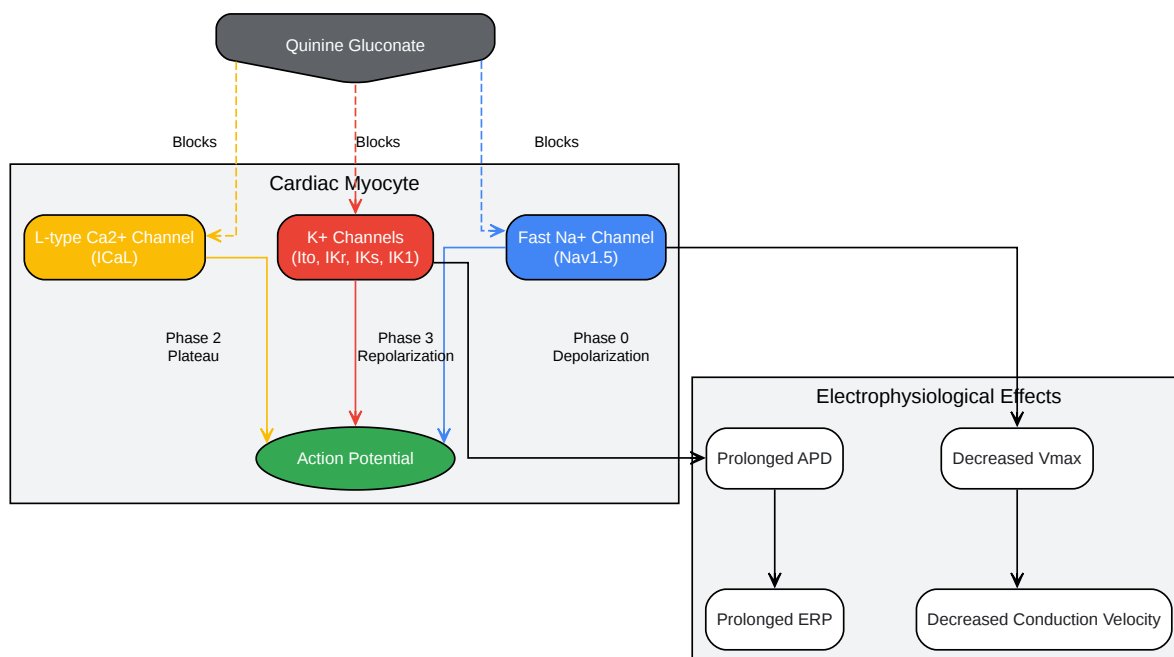 Quinine Gluconate
Blocks
Blocks
Blocks
Cardiac Myocyte
L-type Ca2+ Channel
(ICaL)
K+ Channels
(Ito, IKr, IKs, IK1)
Fast Na+ Channel
(Nav1.5)
Phase 2
Plateau
Phase 3
Repolarization
Phase 0
Depolarization
Action Potential
Electrophysiological Effects
Prolonged APD
Decreased Vmax
Prolonged ERP
Decreased Conduction Velocity